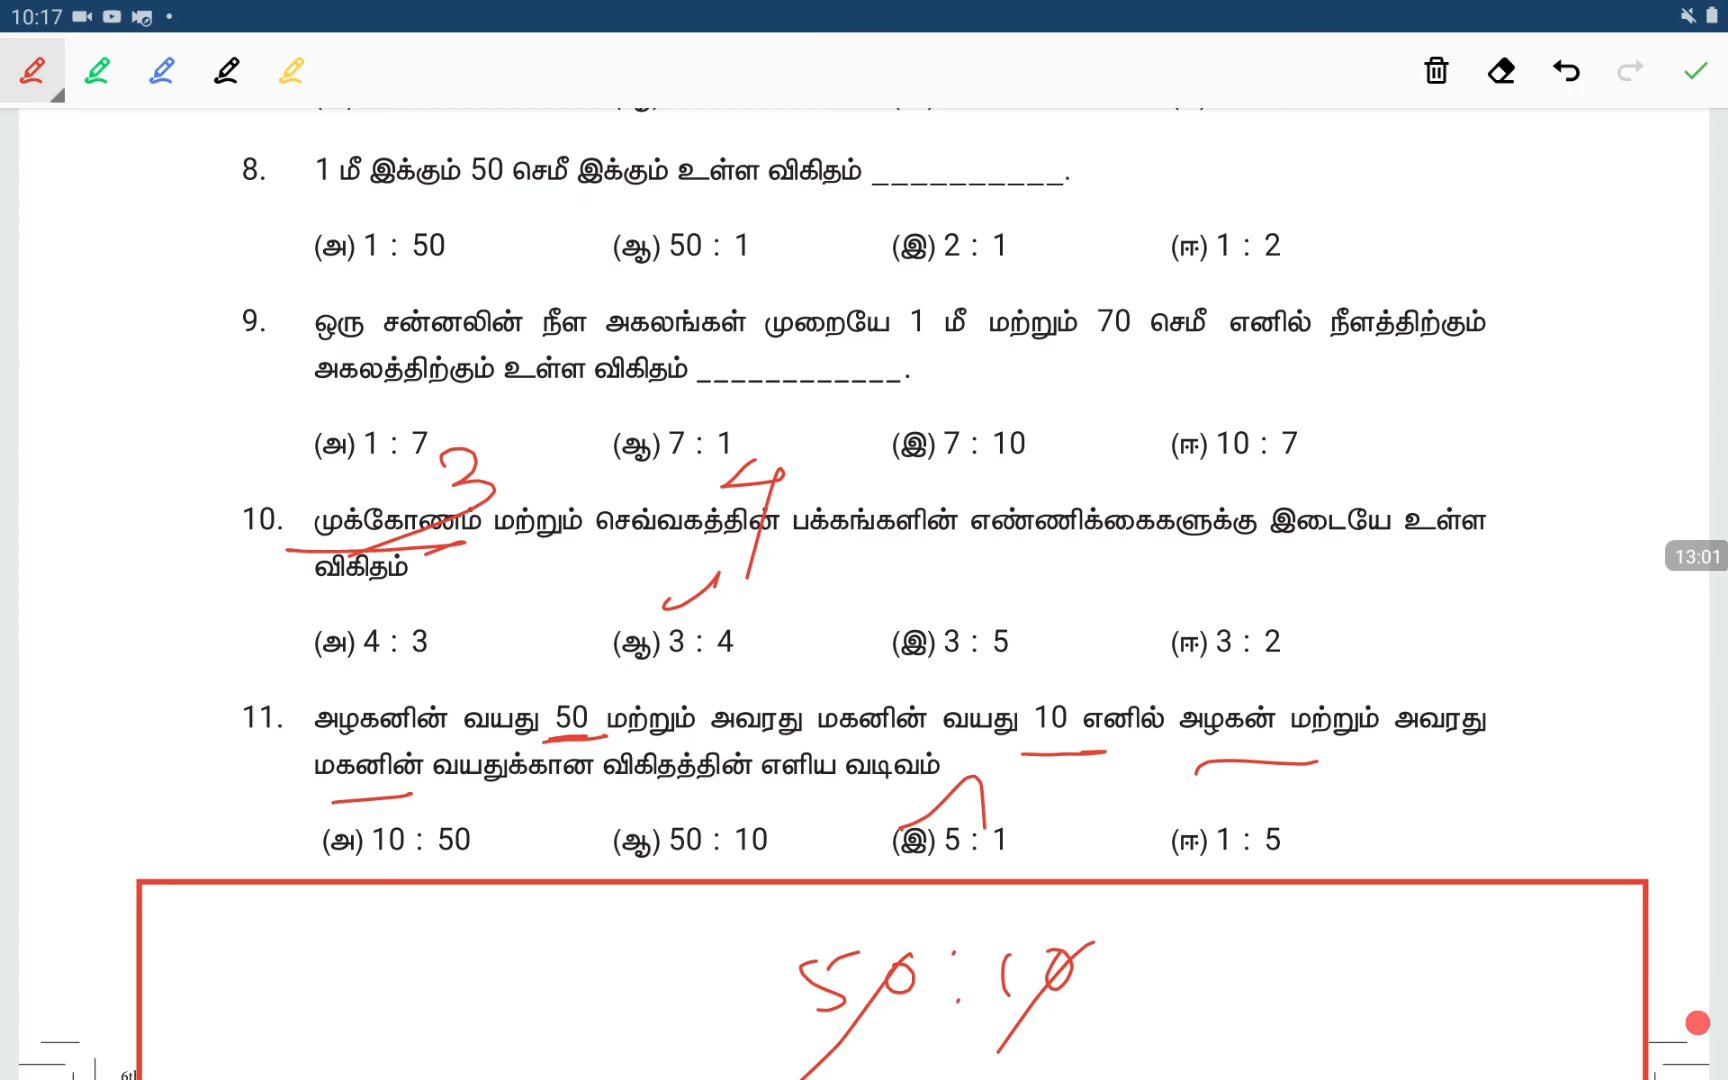 10:17
8. 1 மீ இக்கும் 50 செமீ இக்கும் உள்ள விகிதம் __________.
(அ) 1 : 50 (ஆ) 50 : 1 (இ) 2 : 1 (ஈ) 1 : 2
9. ஒரு சன்னலின் நீள அகலங்கள் முறையே 1 மீ மற்றும் 70 செமீ எனில் நீளத்திற்கும்
அகலத்திற்கும் உள்ள விகிதம் ____________.
(அ) 1 : 7 (ஆ) 7 : 1 (இ) 7 : 10 (ஈ) 10 : 7
3 4
10. முக்கோணம் மற்றும் செவ்வகத்தின் பக்கங்களின் எண்ணிக்கைகளுக்கு இடையே உள்ள
விகிதம்
13:01
(அ) 4 : 3 (ஆ) 3 : 4 (இ) 3 : 5 (ஈ) 3 : 2
11. அழகனின் வயது 50 மற்றும் அவரது மகனின் வயது 10 எனில் அழகன் மற்றும் அவரது
மகனின் வயதுக்கான விகிதத்தின் எளிய வடிவம்
(அ) 10 : 50 (ஆ) 50 : 10 (இ) 5 : 1 (ஈ) 1 : 5
50 : 10
6th